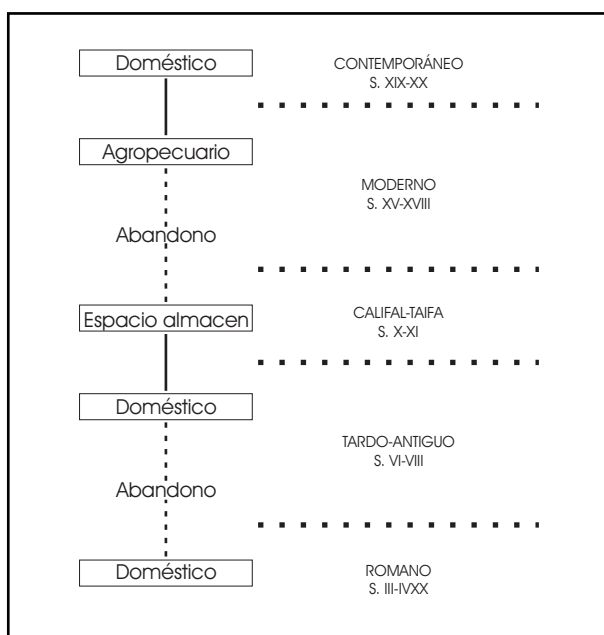 Doméstico
CONTEMPORÁNEO
S. XIX-XX
Agropecuario
MODERNO
S. XV-XVIII
Abandono
Espacio almacen
CALIFAL-TAIFA
S. X-XI
Doméstico
TARDO-ANTIGUO
S. VI-VIII
Abandono
Doméstico
ROMANO
S. III-IVXX